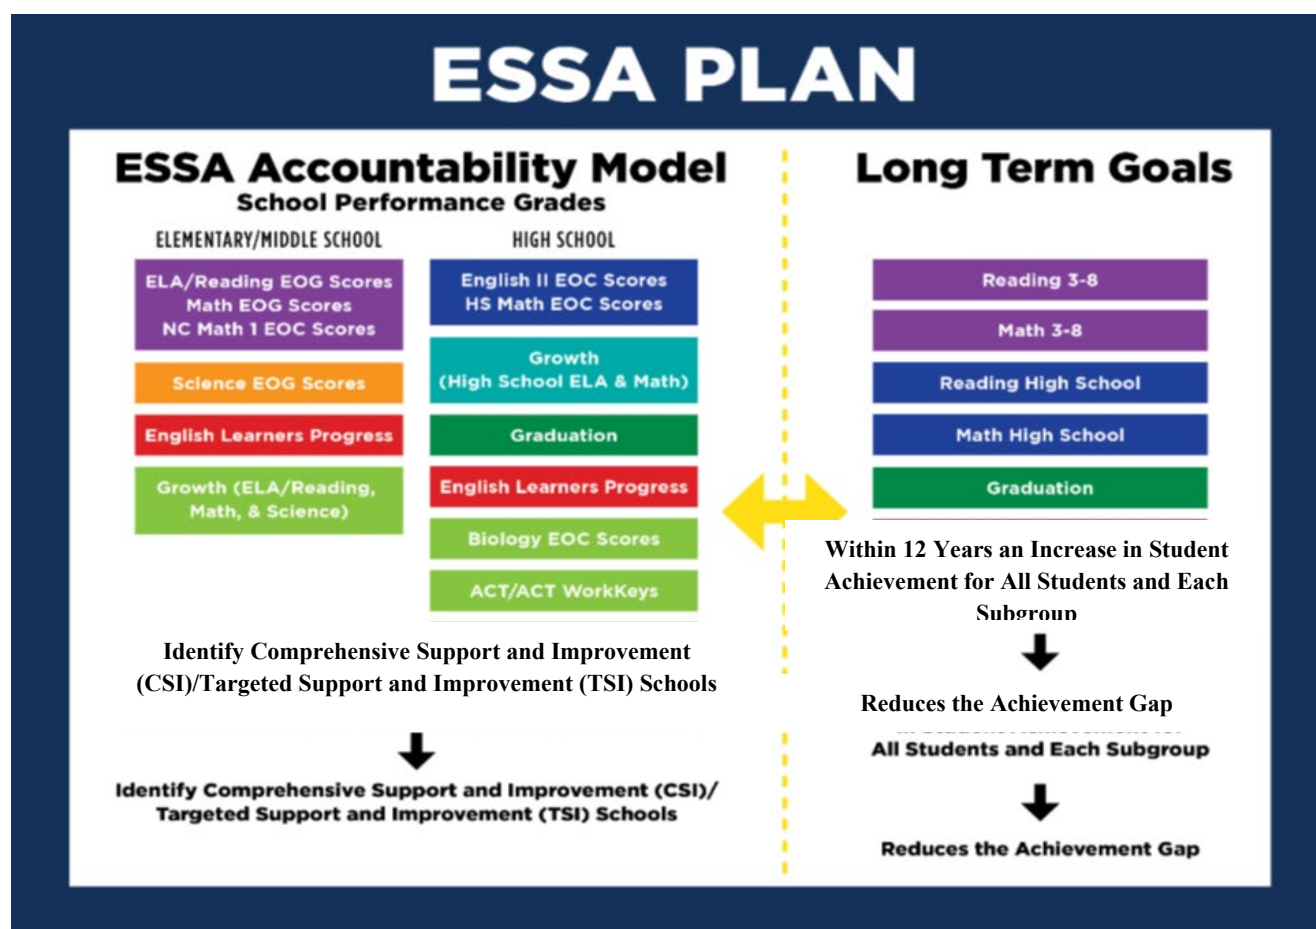 ESSA PLAN
ESSA Accountability Model
School Performance Grades
ELEMENTARY/MIDDLE SCHOOL
ELA/Reading EOG Scores
Math EOG Scores
NC Math 1 EOC Scores
Science EOG Scores
English Learners Progress
Growth (ELA/Reading,
Math, & Science)
HIGH SCHOOL
English II EOC Scores
HS Math EOC Scores
Growth
(High School ELA & Math)
Graduation
English Learners Progress
Biology EOC Scores
ACT/ACT WorkKeys
Identify Comprehensive Support and Improvement
(CSI)/Targeted Support and Improvement (TSI) Schools
Identify Comprehensive Support and Improvement (CSI)/
Targeted Support and Improvement (TSI) Schools
Long Term Goals
Reading 3-8
Math 3-8
Reading High School
Math High School
Graduation
Within 12 Years an Increase in Student
Achievement for All Students and Each
Subgroup
Reduces the Achievement Gap
All Students and Each Subgroup
Reduces the Achievement Gap